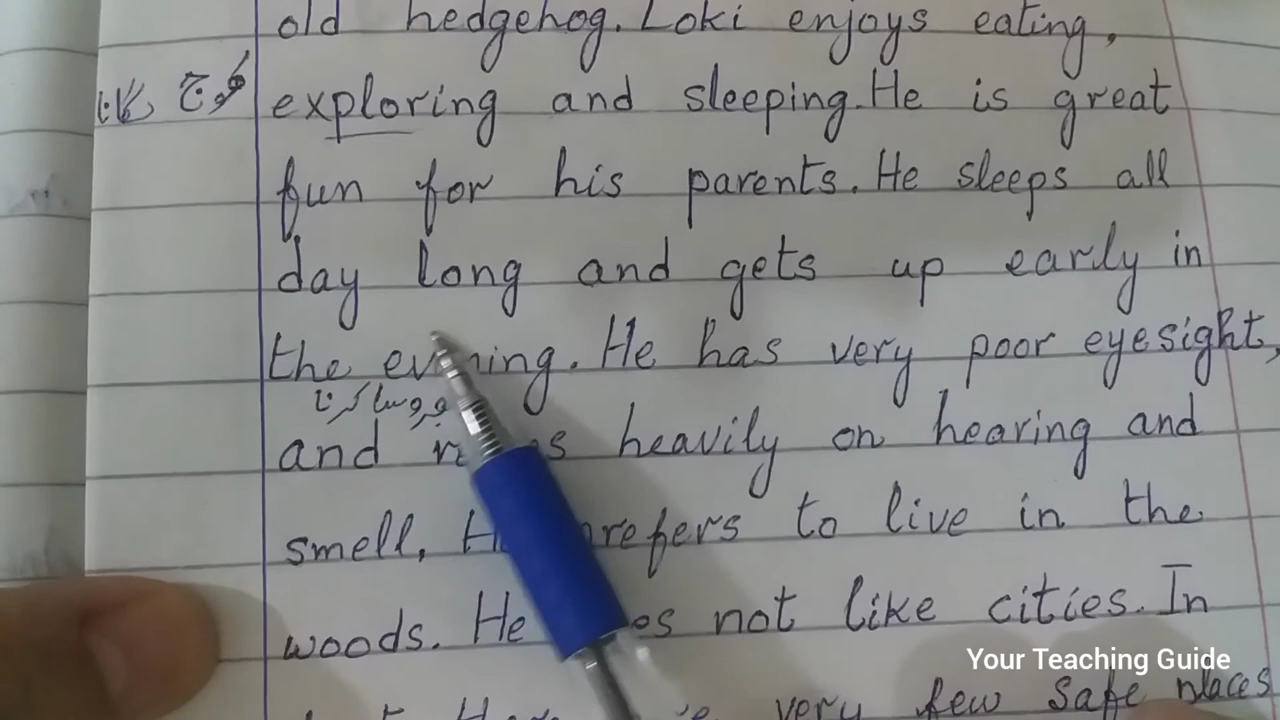 old hedgehog. Loki enjoys eating,
exploring and sleeping. He is great
کھوج لگانا
fun for his parents. He sleeps all
day long and gets up early in
the evening. He has very poor eyesight,
and heavily on hearing and
smell, to live in the
woods. He not like cities. In
very few safe places
Your Teaching Guide